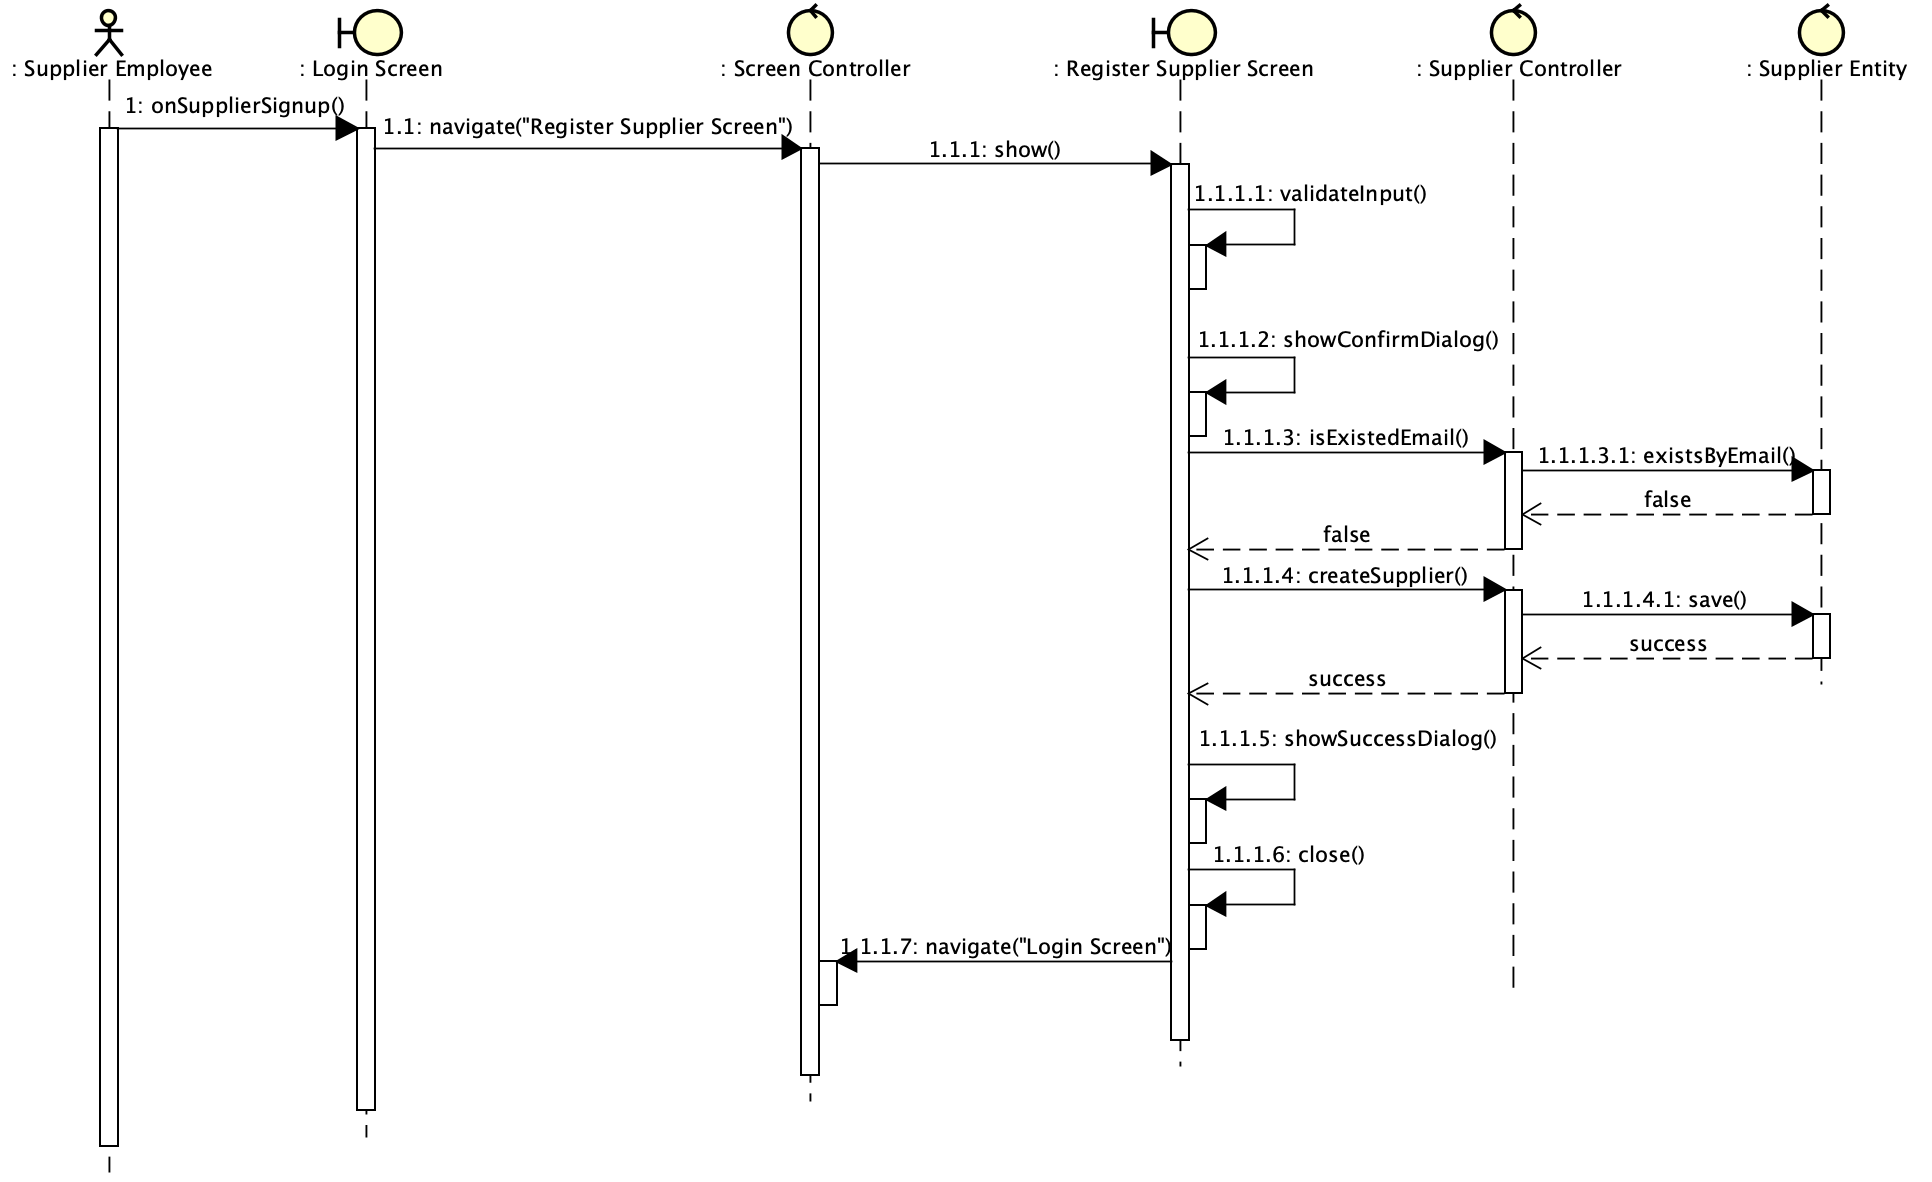 : Supplier Employee
: Login Screen
: Screen Controller
: Register Supplier Screen
: Supplier Controller
: Supplier Entity
1: onSupplierSignup()
1.1: navigate("Register Supplier Screen")
1.1.1: show()
1.1.1.1: validateInput()
1.1.1.2: showConfirmDialog()
1.1.1.3: isExistedEmail()
1.1.1.3.1: existsByEmail()
false
false
1.1.1.4: createSupplier()
1.1.1.4.1: save()
success
success
1.1.1.5: showSuccessDialog()
1.1.1.6: close()
1.1.1.7: navigate("Login Screen")